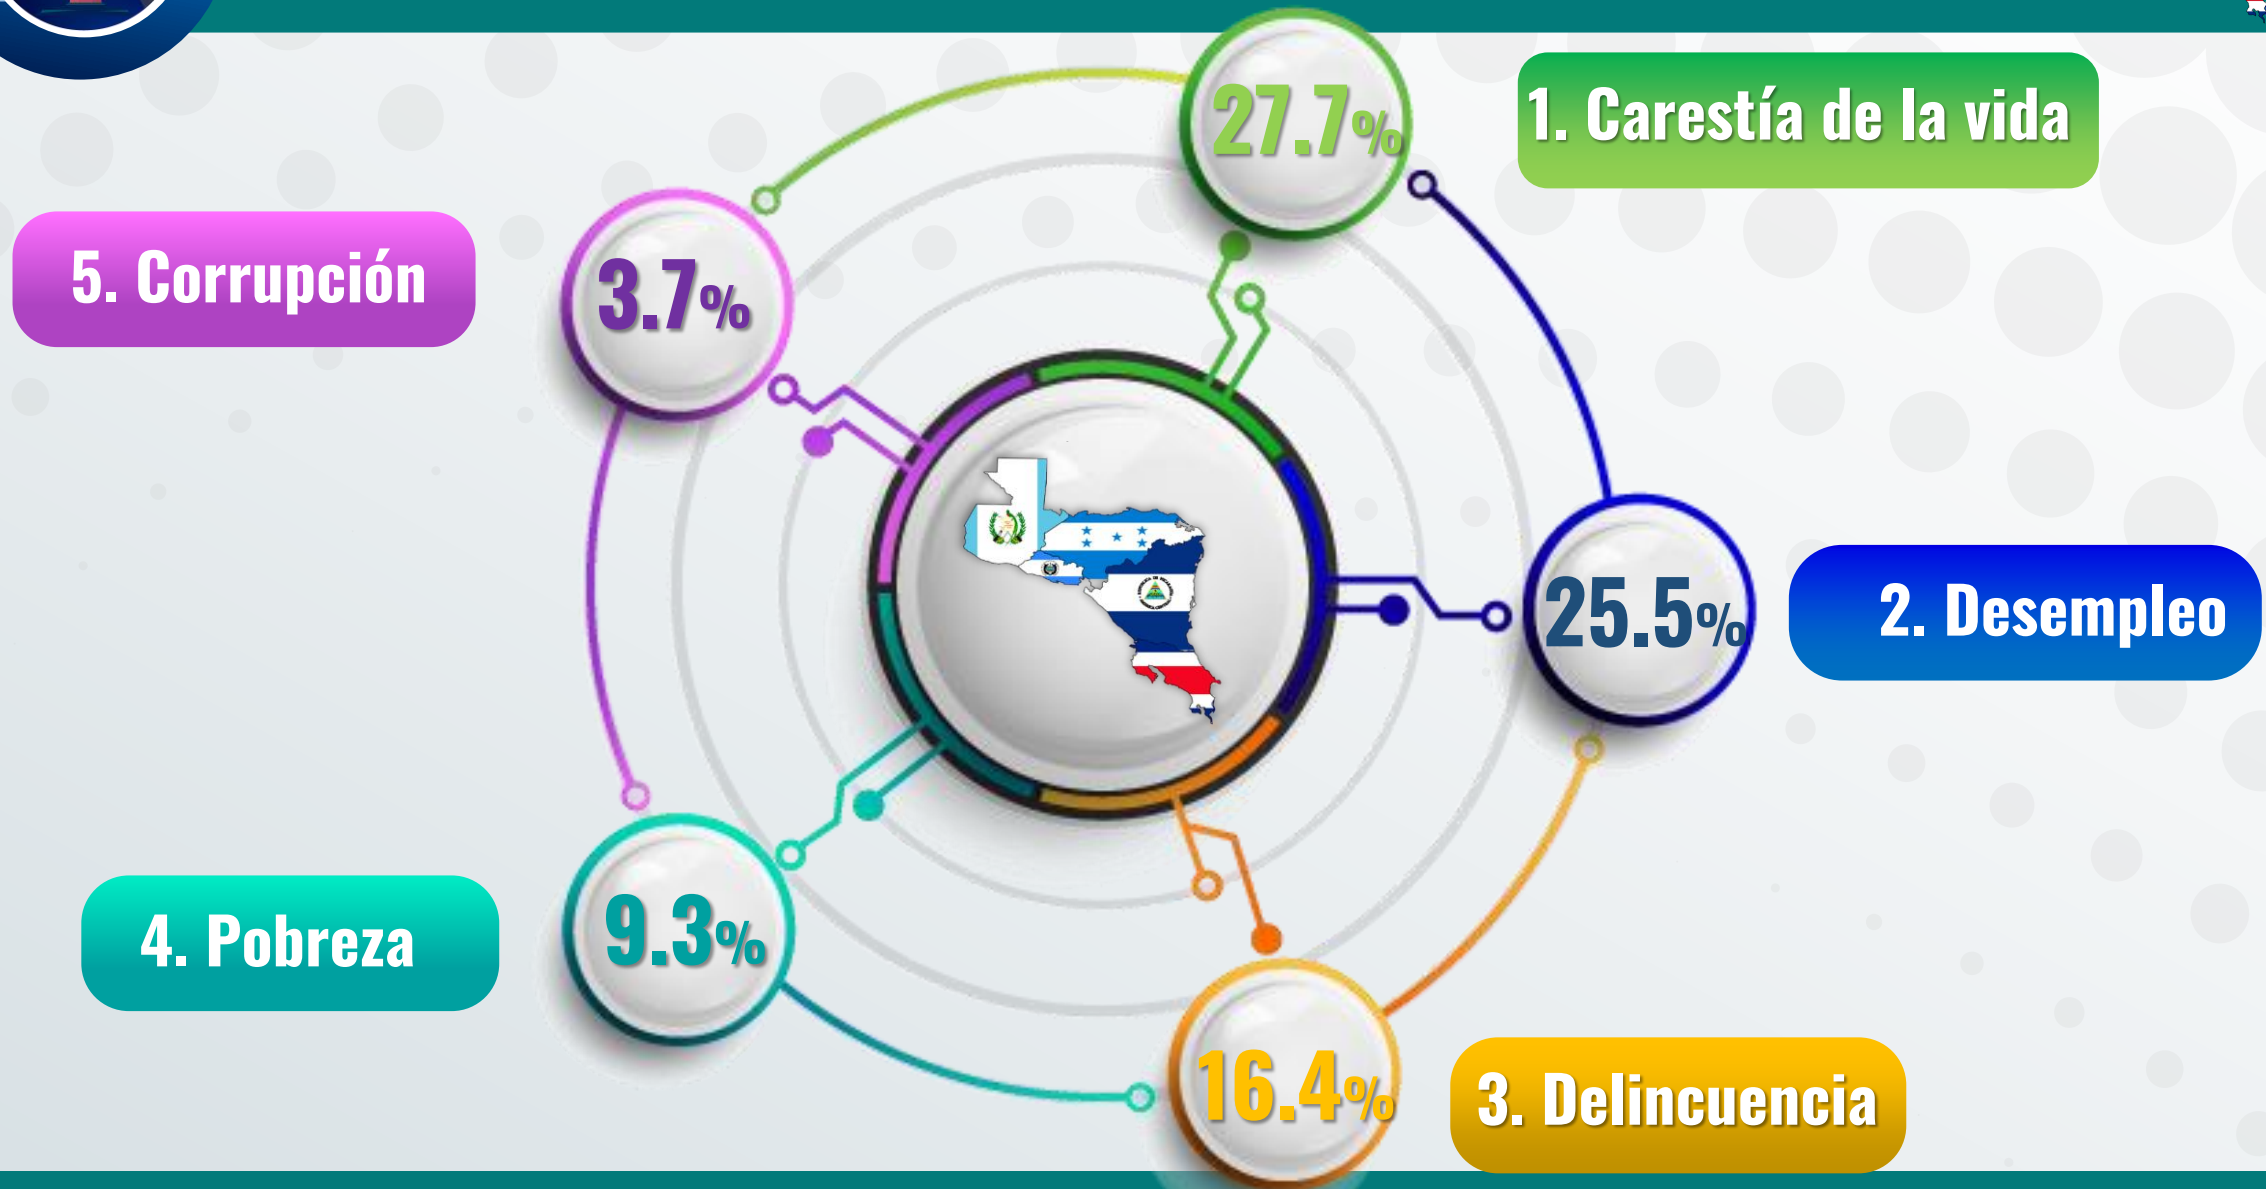 27.7%
1. Carestía de la vida
25.5%
2. Desempleo
16.4%
3. Delincuencia
9.3%
4. Pobreza
3.7%
5. Corrupción